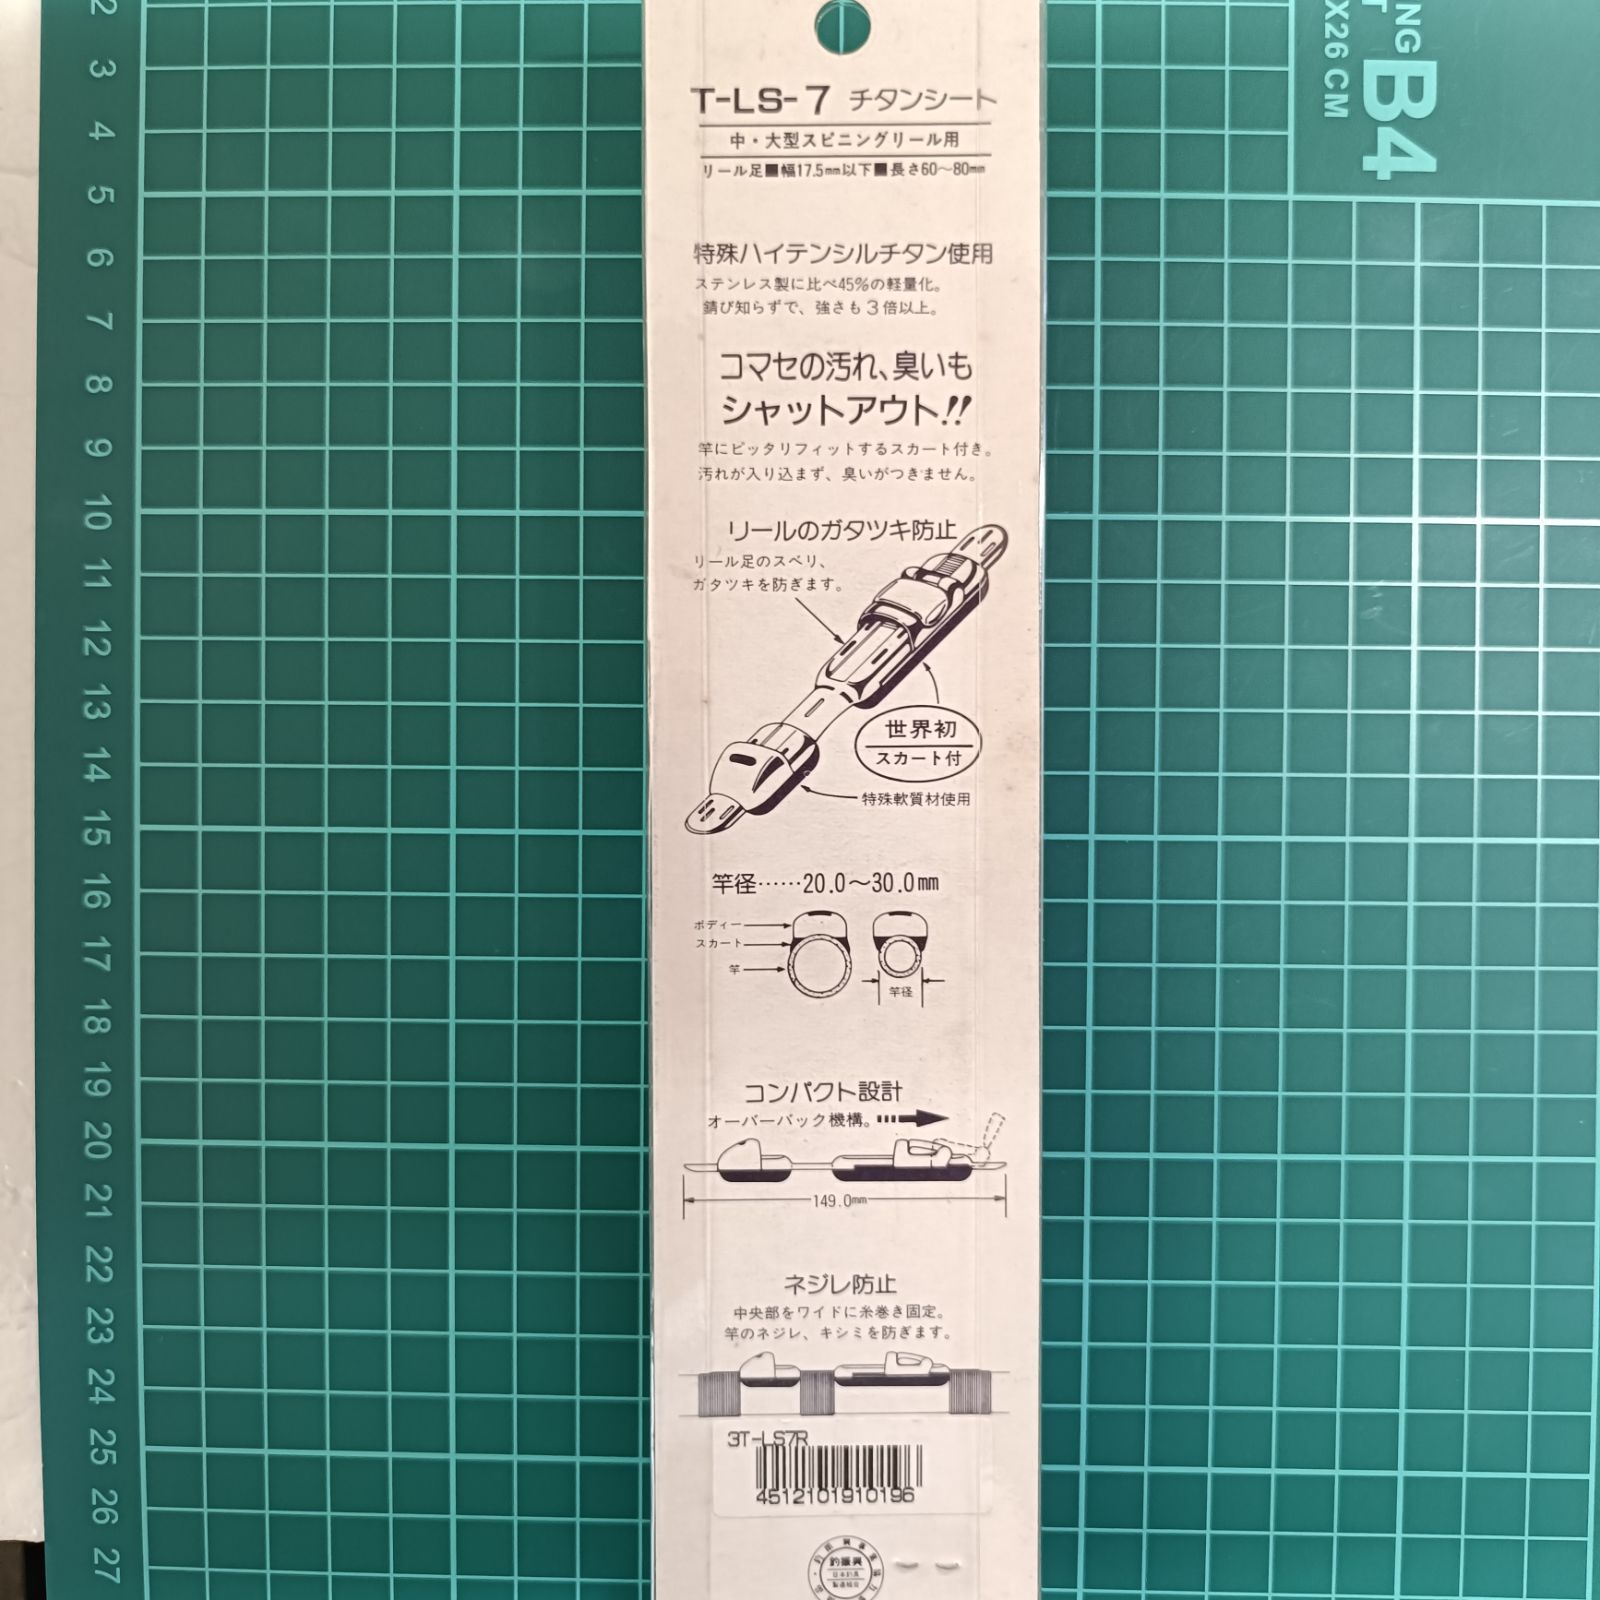 T-LS-7 チタンシート
中・大型スピニングリール用
リール足■幅17.5mm以下■長さ60〜80mm
特殊ハイテンシルチタン使用
ステンレス製に比べ45%の軽量化。
錆び知らずで、強さも3倍以上。
コマセの汚れ、臭いも
シャットアウト!!
竿にピッタリフィットするスカート付き。
汚れが入り込まず、臭いがつきません。
リールのガタツキ防止
リール足のスベリ、
ガタツキを防ぎます。
世界初
スカート付
特殊軟質材使用
竿径……20.0〜30.0mm
ボディー
スカート
竿
竿径
コンパクト設計
オーバーバック機構。
149.0mm
ネジレ防止
中央部をワイドに糸巻き固定。
竿のネジレ、キシミを防ぎます。
3T-LS7R
4512101910196
釣振興
日本釣具
製造組合
2
3
4
5
6
7
8
9
10
11
12
13
14
15
16
17
18
19
20
21
22
23
24
25
26
27
NG
X26 CM
B4